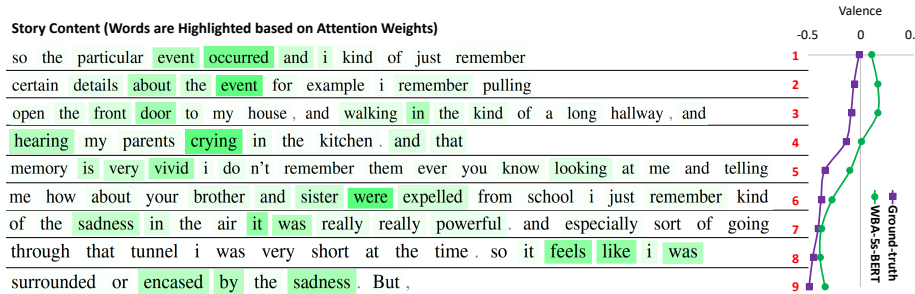 Story Content (Words are Highlighted based on Attention Weights)
Valence
-0.5 0 0.
so the particular event occurred and i kind of just remember 1
certain details about the event for example i remember pulling 2
open the front door to my house , and walking in the kind of a long hallway , and 3
hearing my parents crying in the kitchen . and that 4
memory is very vivid i do n't remember them ever you know looking at me and telling 5
me how about your brother and sister were expelled from school i just remember kind 6
of the sadness in the air it was really really powerful . and especially sort of going 7
through that tunnel i was very short at the time . so it feels like i was 8
surrounded or encased by the sadness . But , 9
Ground-truth
WBA-5s-BERT